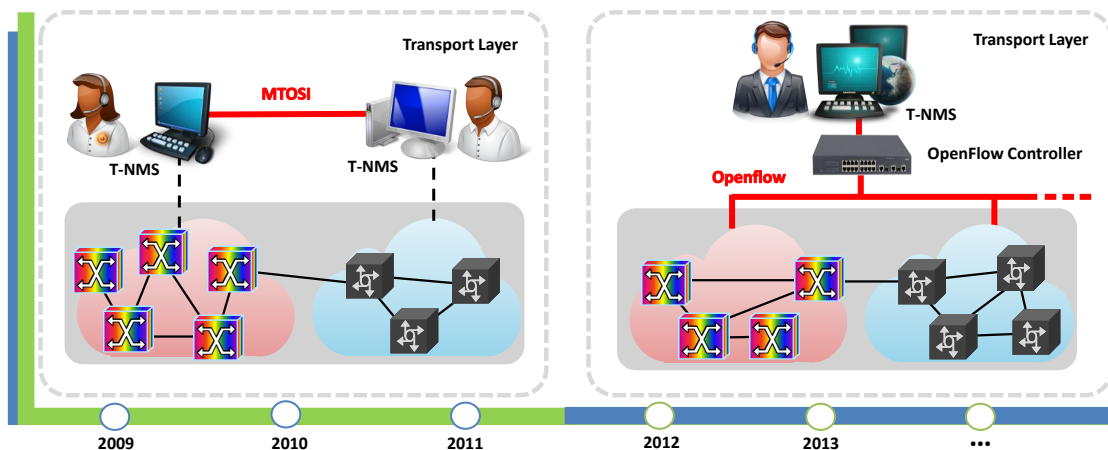 Transport Layer
MTOSI
T-NMS
T-NMS
Transport Layer
T-NMS
OpenFlow Controller
Openflow
2009
2010
2011
2012
2013
...